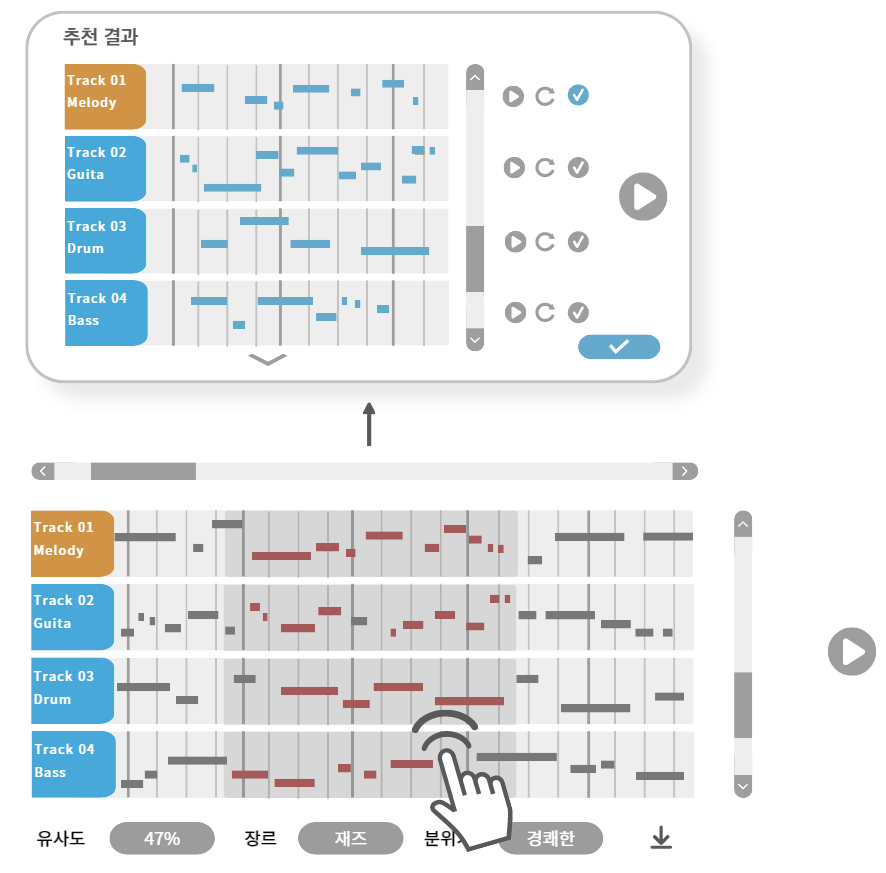 추천 결과
Track 01
Melody
Track 02
Guita
Track 03
Drum
Track 04
Bass
Track 01
Melody
Track 02
Guita
Track 03
Drum
Track 04
Bass
유사도 47% 장르 재즈 경쾌한